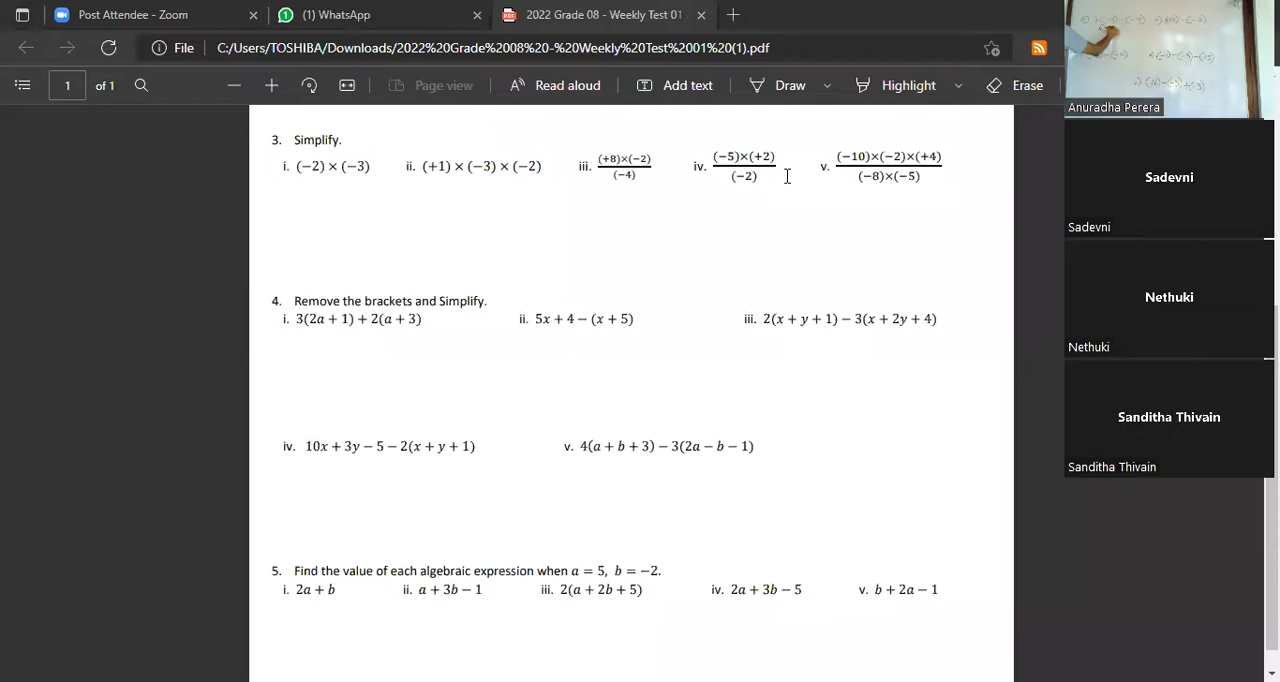 Post Attendee - Zoom
(1) WhatsApp
2022 Grade 08 - Weekly Test 01
File
C:/Users/TOSHIBA/Downloads/2022%20Grade%2008%20-%20Weekly%20Test%2001%20(1).pdf
1 of 1
Page view
Read aloud
Add text
Draw
Highlight
Erase
3. Simplify.
i. (−2) × (−3)
ii. (+1) × (−3) × (−2)
iii. (+8)×(−2)
(−4)
iv. (−5)×(+2)
(−2)
v. (−10)×(−2)×(+4)
(−8)×(−5)
4. Remove the brackets and Simplify.
i. 3(2a + 1) + 2(a + 3)
ii. 5x + 4 − (x + 5)
iii. 2(x + y + 1) − 3(x + 2y + 4)
iv. 10x + 3y − 5 − 2(x + y + 1)
v. 4(a + b + 3) − 3(2a − b − 1)
5. Find the value of each algebraic expression when a = 5, b = −2.
i. 2a + b
ii. a + 3b − 1
iii. 2(a + 2b + 5)
iv. 2a + 3b − 5
v. b + 2a − 1
Anuradha Perera
Sadevni
Sadevni
Nethuki
Nethuki
Sanditha Thivain
Sanditha Thivain